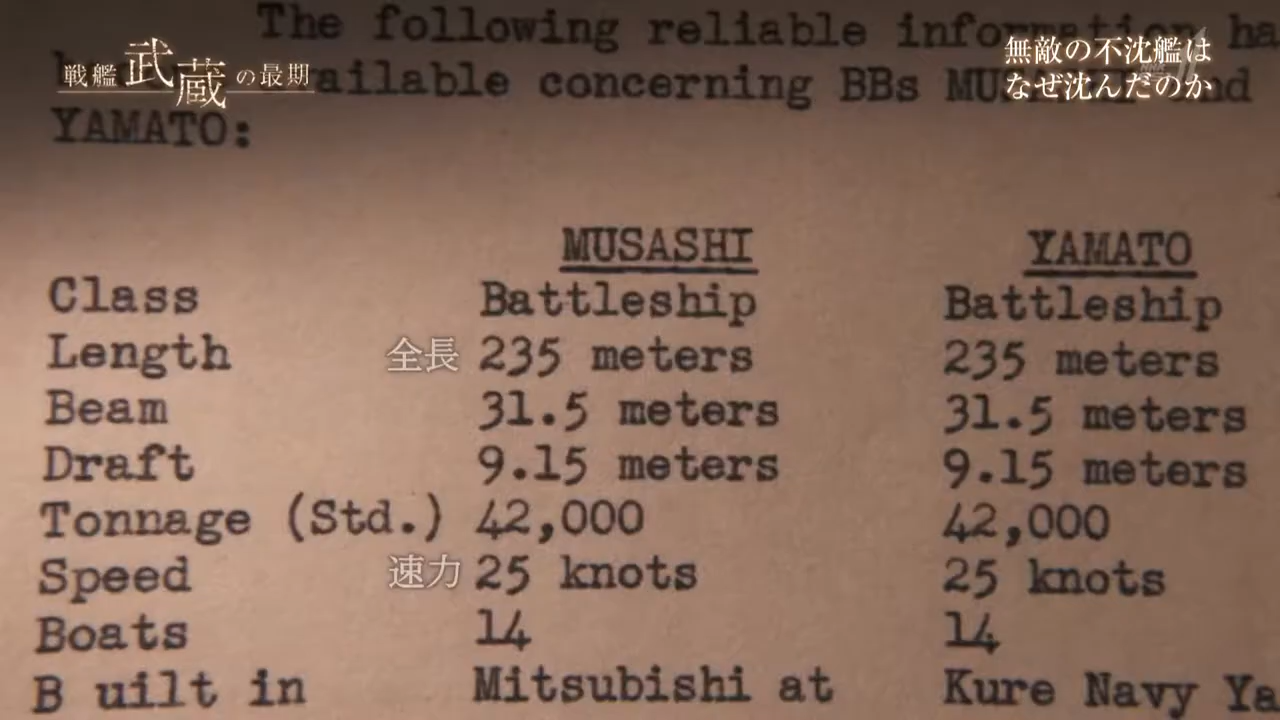 戦艦武蔵の最期
無敵の不沈艦は
なぜ沈んだのか
The following reliable information
ailable concerning BBs and
YAMATO:
MUSASHI YAMATO
Class Battleship Battleship
Length 全長 235 meters 235 meters
Beam 31.5 meters 31.5 meters
Draft 9.15 meters 9.15 meters
Tonnage (Std.) 42,000 42,000
Speed 速力 25 knots 25 knots
Boats 14 14
B uilt in Mitsubishi at Kure Navy Ya